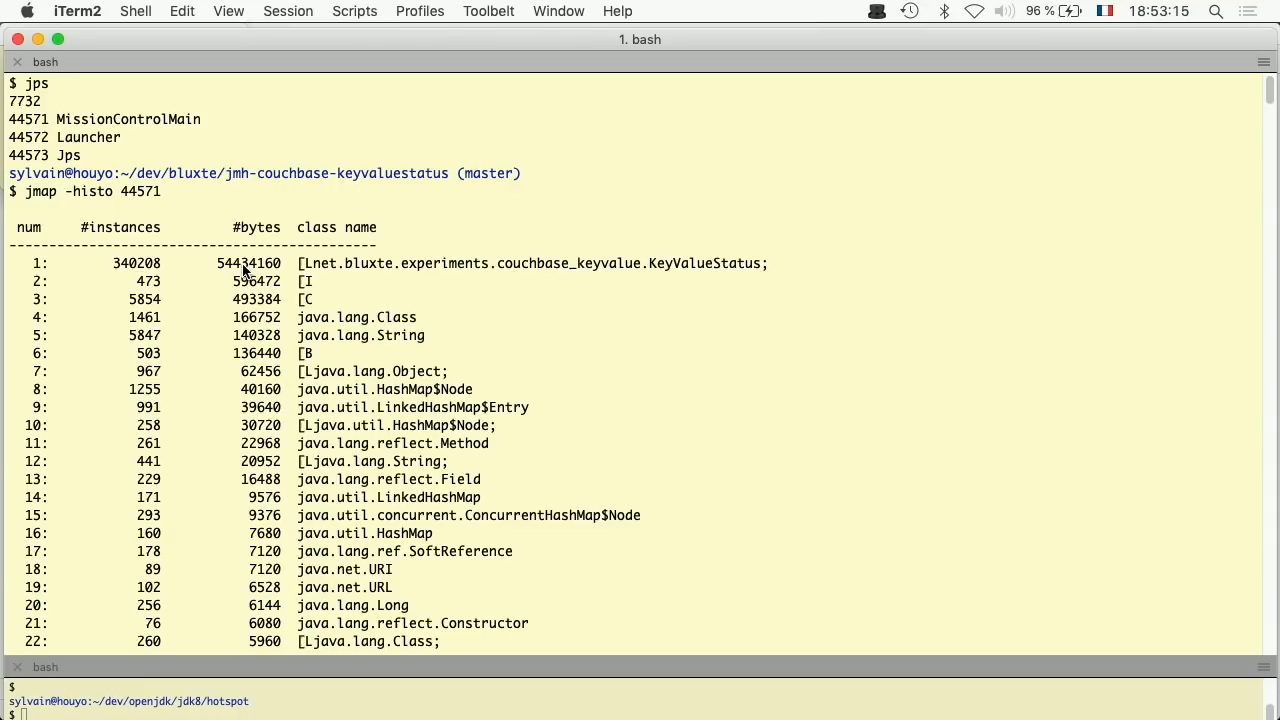 iTerm2 Shell Edit View Session Scripts Profiles Toolbelt Window Help 96 % 18:53:15
1. bash
bash
$ jps
7732
44571 MissionControlMain
44572 Launcher
44573 Jps
sylvain@houyo:~/dev/bluxte/jmh-couchbase-keyvaluestatus (master)
$ jmap -histo 44571
num #instances #bytes class name
----------------------------------------------
1: 340208 54434160 [Lnet.bluxte.experiments.couchbase_keyvalue.KeyValueStatus;
2: 473 596472 [I
3: 5854 493384 [C
4: 1461 166752 java.lang.Class
5: 5847 140328 java.lang.String
6: 503 136440 [B
7: 967 62456 [Ljava.lang.Object;
8: 1255 40160 java.util.HashMap$Node
9: 991 39640 java.util.LinkedHashMap$Entry
10: 258 30720 [Ljava.util.HashMap$Node;
11: 261 22968 java.lang.reflect.Method
12: 441 20952 [Ljava.lang.String;
13: 229 16488 java.lang.reflect.Field
14: 171 9576 java.util.LinkedHashMap
15: 293 9376 java.util.concurrent.ConcurrentHashMap$Node
16: 160 7680 java.util.HashMap
17: 178 7120 java.lang.ref.SoftReference
18: 89 7120 java.net.URI
19: 102 6528 java.net.URL
20: 256 6144 java.lang.Long
21: 76 6080 java.lang.reflect.Constructor
22: 260 5960 [Ljava.lang.Class;
bash
$
sylvain@houyo:~/dev/openjdk/jdk8/hotspot
$